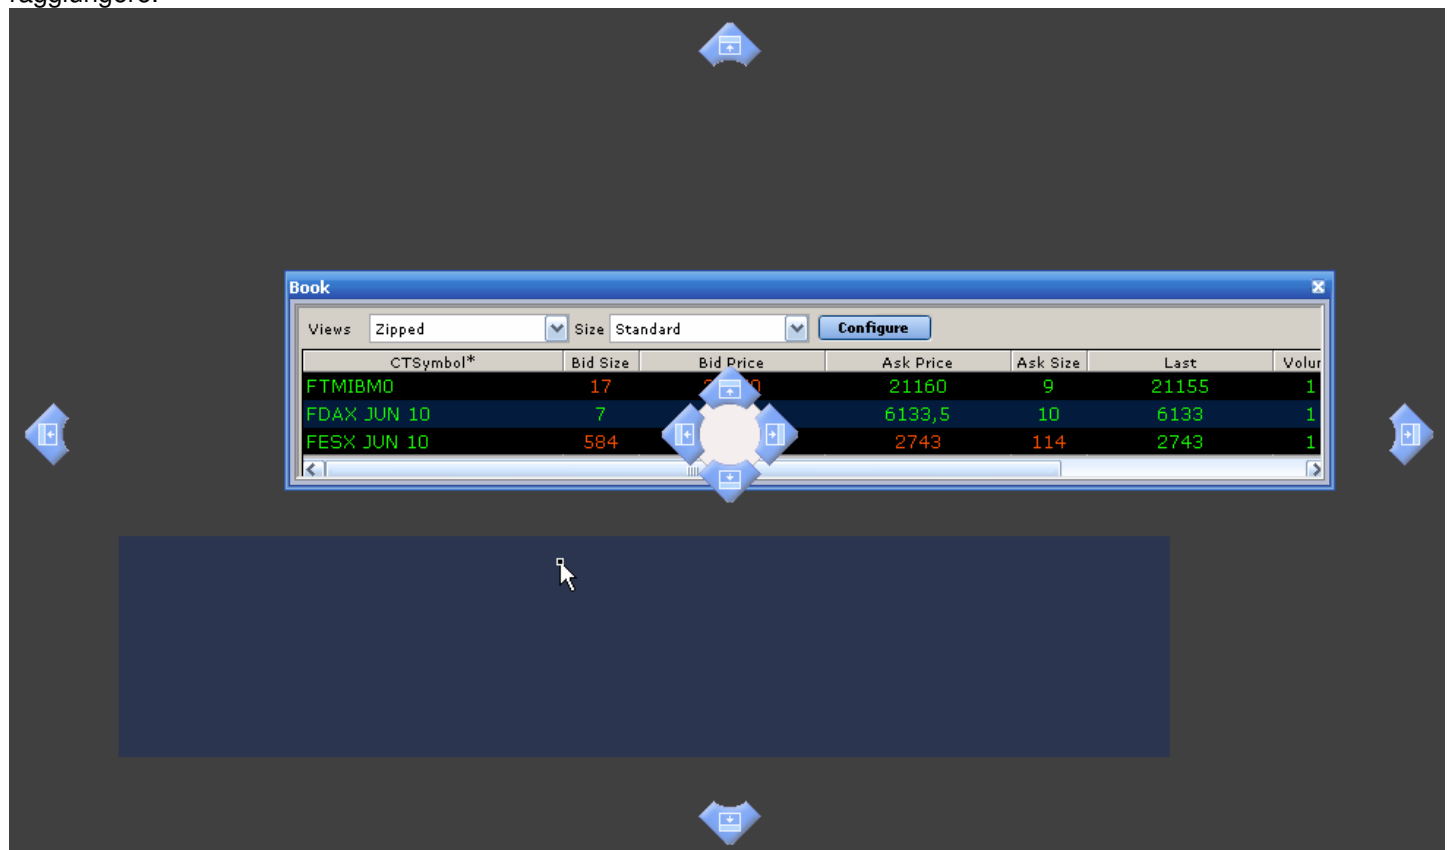 Book
Views Zipped Size Standard Configure
CTSymbol* Bid Size Bid Price Ask Price Ask Size Last
FTMIBM0 17 21160 9 21155 1
FDAX JUN 10 7 6133,5 10 6133 1
FESX JUN 10 584 2743 114 2743 1